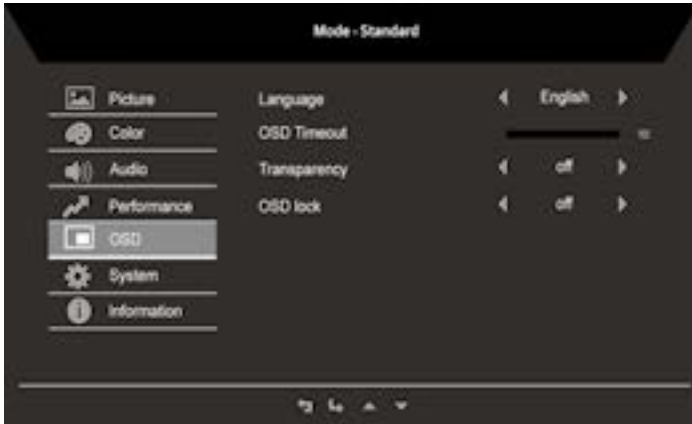 Mode - Standard
Picture
Language
English
Color
OSD Timeout
Audio
Transparency
off
Performance
OSD lock
off
OSD
System
Information